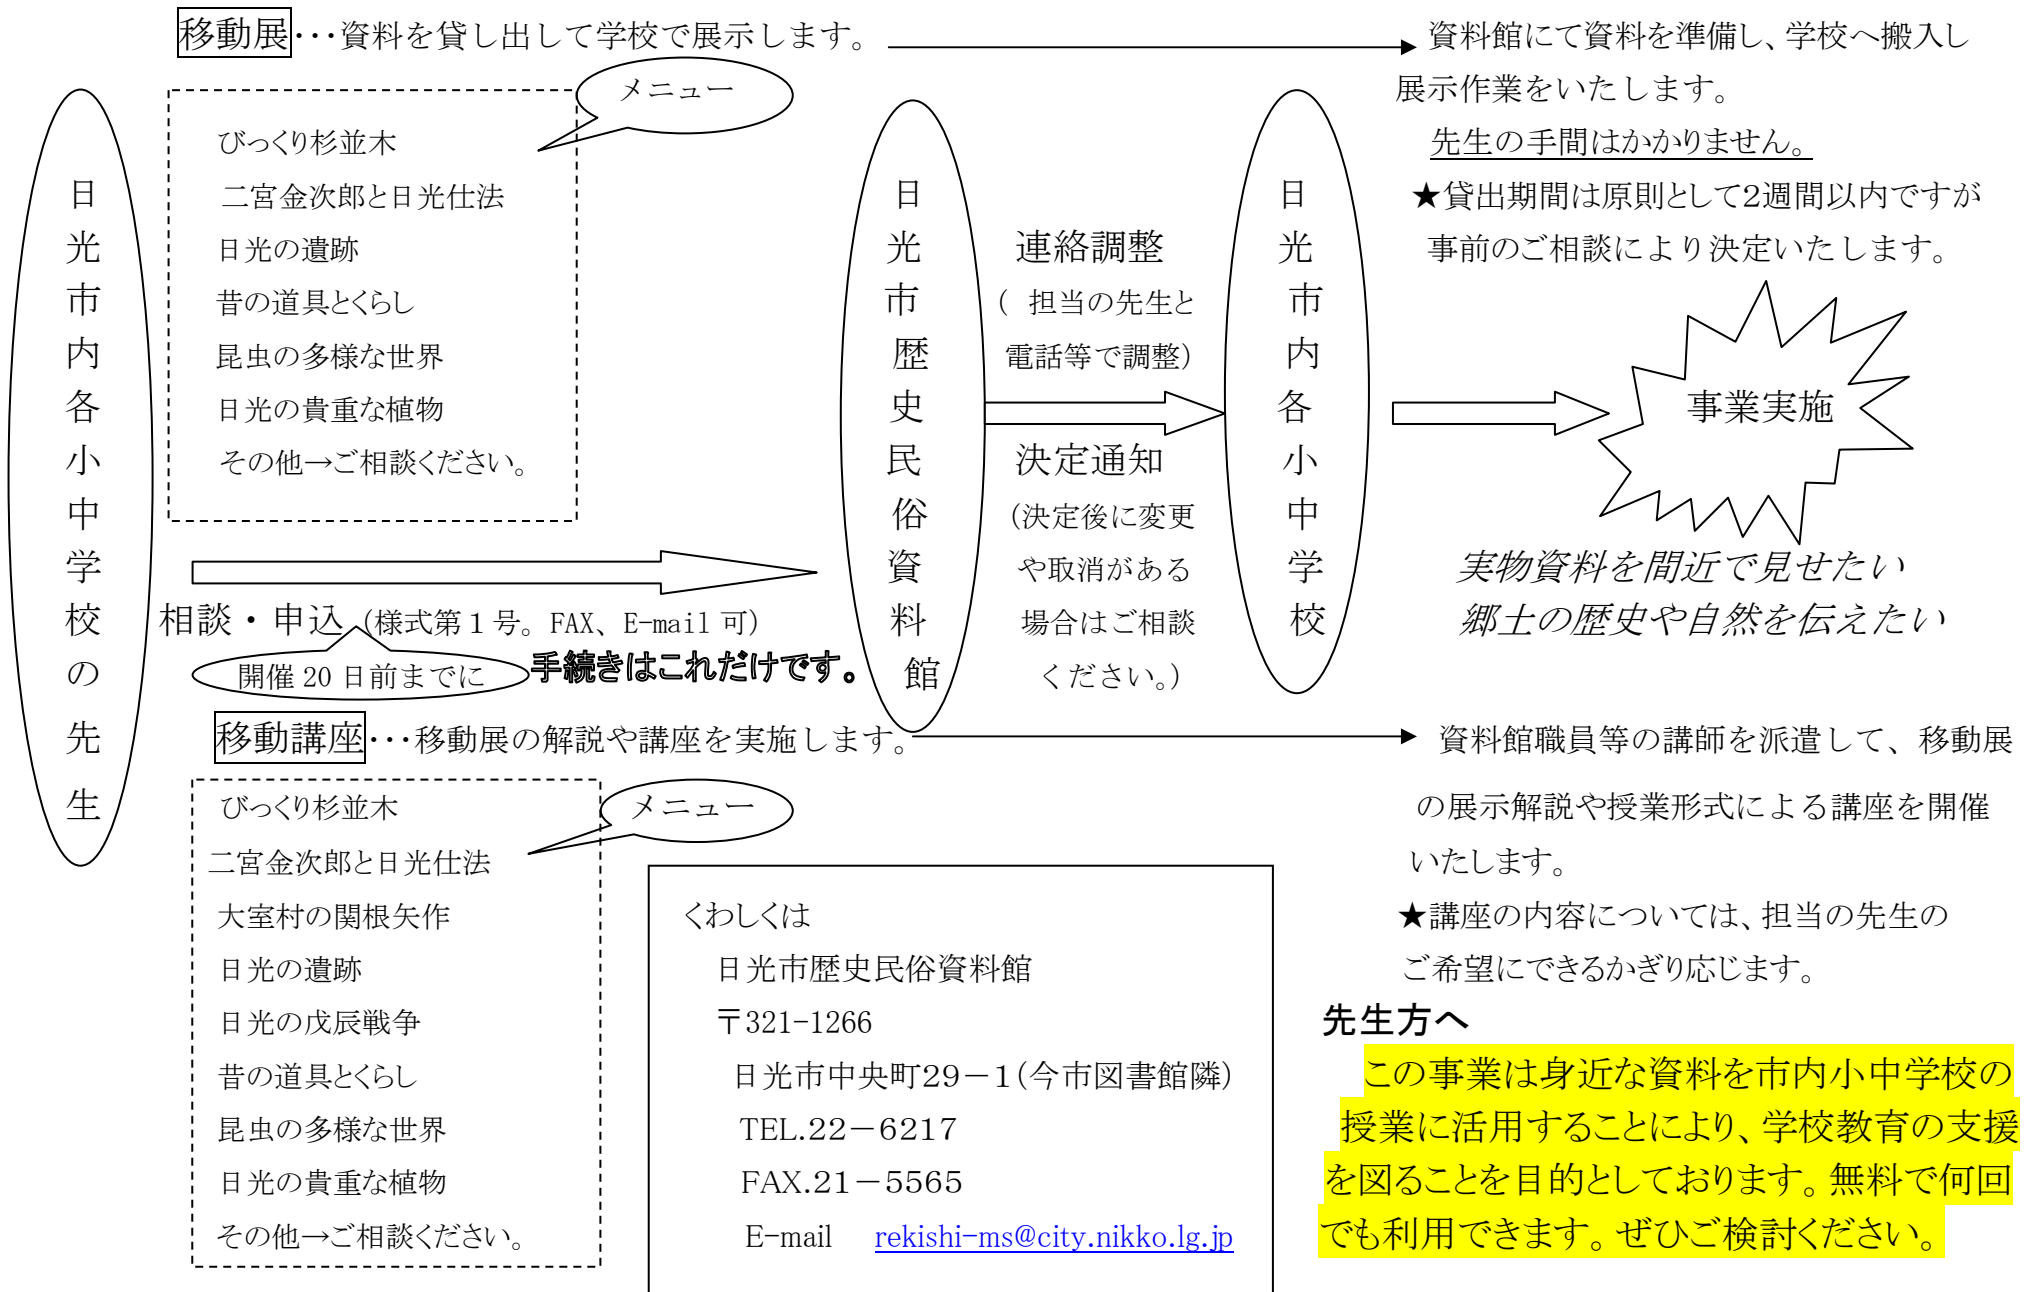 移動展･･･資料を貸し出して学校で展示します。
メニュー
びっくり杉並木
二宮金次郎と日光仕法
日光の遺跡
昔の道具とくらし
昆虫の多様な世界
日光の貴重な植物
その他→ご相談ください。
日光市内各小中学校の先生
相談・申込 (様式第１号。FAX、E-mail 可)
開催 20 日前までに
手続きはこれだけです。
日光市歴史民俗資料館
連絡調整
( 担当の先生と
電話等で調整)
決定通知
(決定後に変更
や取消がある
場合はご相談
ください。)
日光市内各小中学校
資料館にて資料を準備し、学校へ搬入し
展示作業をいたします。
先生の手間はかかりません。
★貸出期間は原則として2週間以内ですが
事前のご相談により決定いたします。
事業実施
実物資料を間近で見せたい
郷土の歴史や自然を伝えたい
移動講座･･･移動展の解説や講座を実施します。
メニュー
びっくり杉並木
二宮金次郎と日光仕法
大室村の関根矢作
日光の遺跡
日光の戊辰戦争
昔の道具とくらし
昆虫の多様な世界
日光の貴重な植物
その他→ご相談ください。
資料館職員等の講師を派遣して、移動展
の展示解説や授業形式による講座を開催
いたします。
★講座の内容については、担当の先生の
ご希望にできるかぎり応じます。
くわしくは
日光市歴史民俗資料館
〒321-1266
日光市中央町29－1(今市図書館隣)
TEL.22－6217
FAX.21－5565
E-mail rekishi-ms@city.nikko.lg.jp
先生方へ
この事業は身近な資料を市内小中学校の
授業に活用することにより、学校教育の支援
を図ることを目的としております。無料で何回
でも利用できます。ぜひご検討ください。